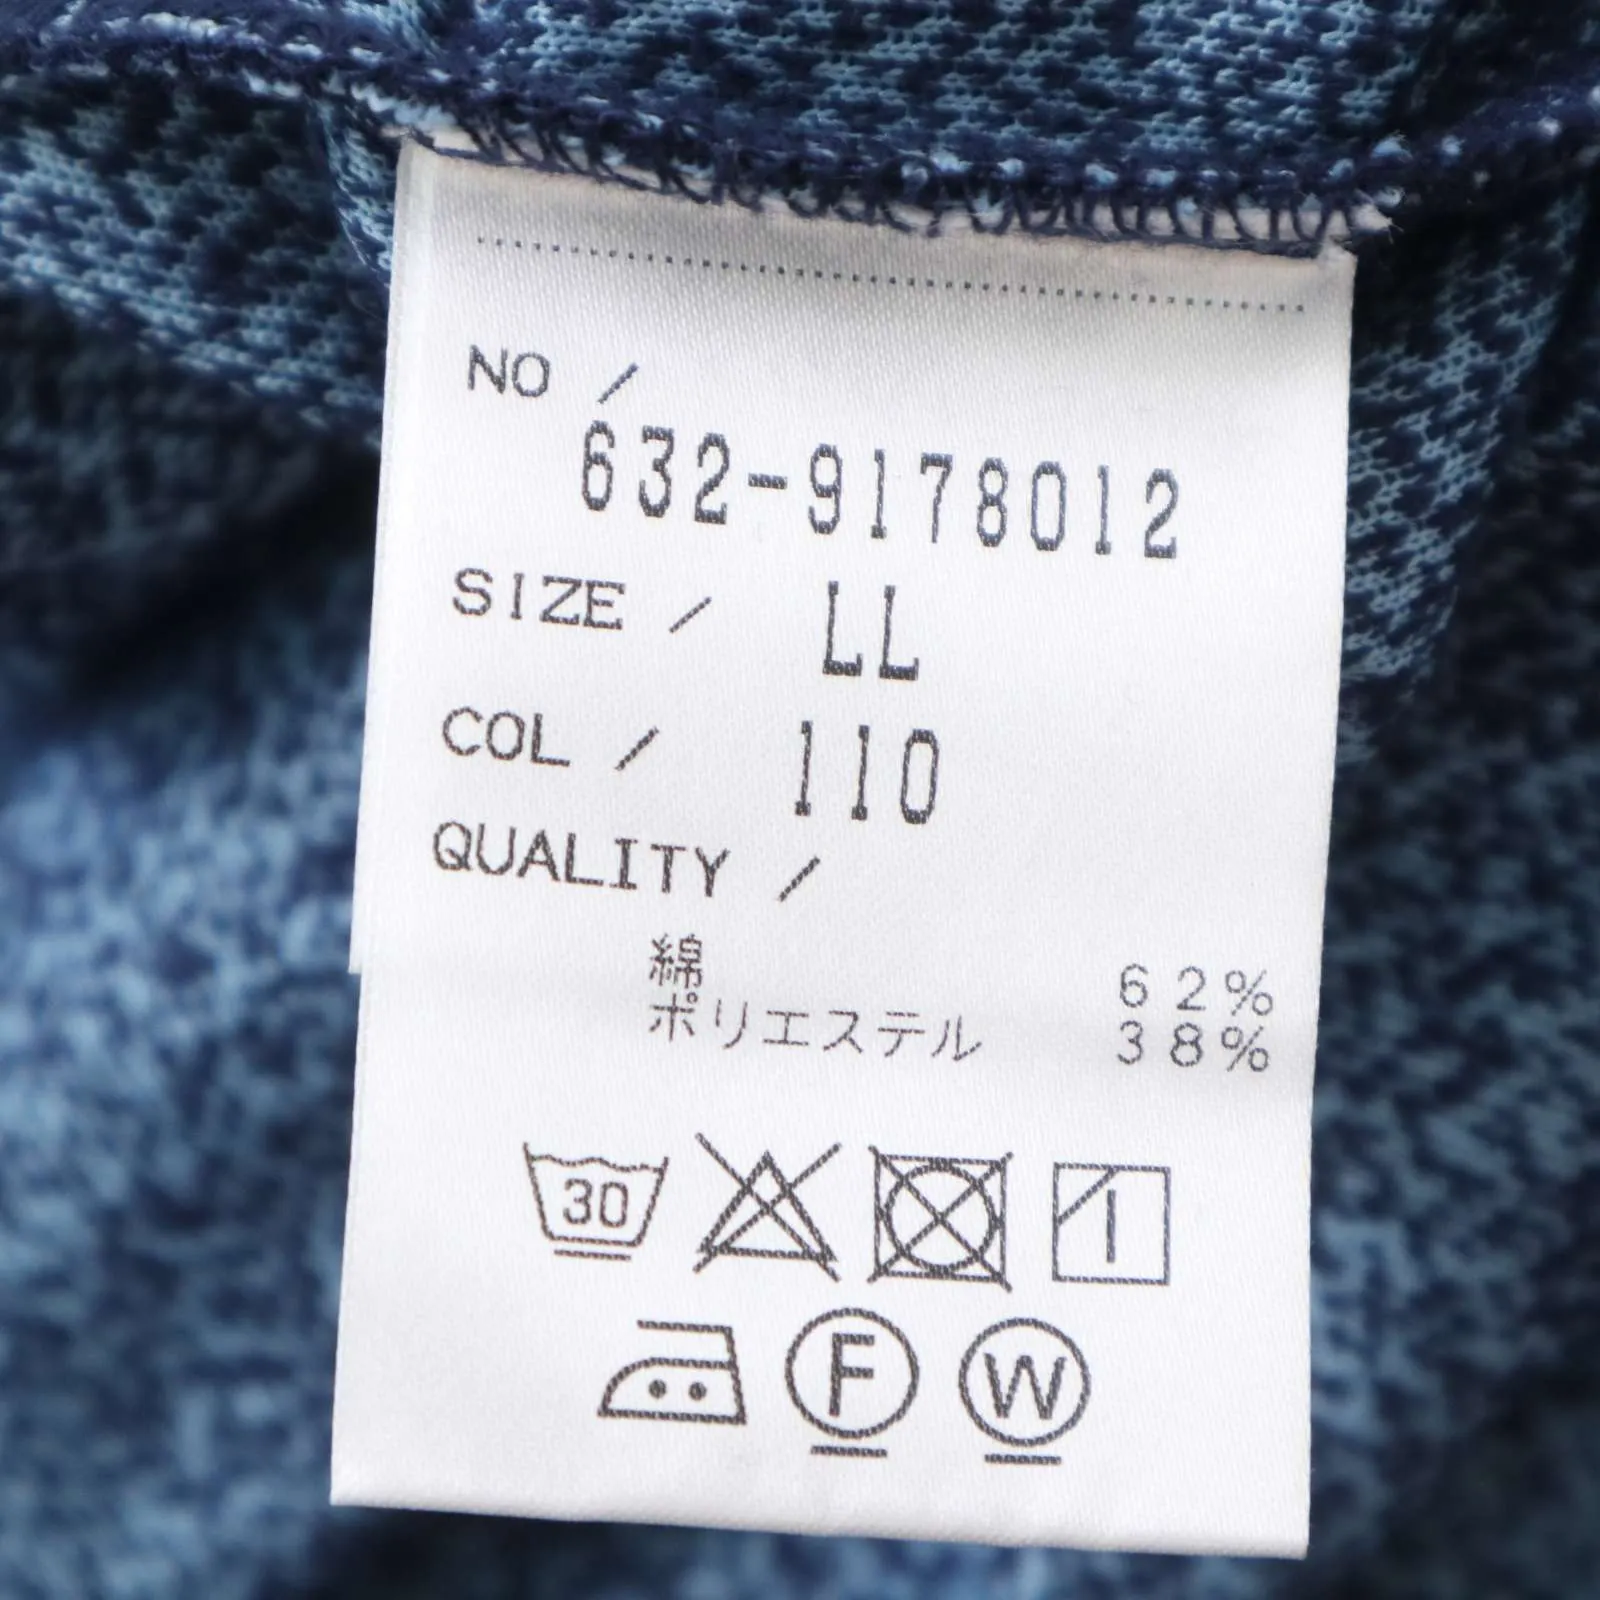 NO /
632-9178012
SIZE / LL
COL / 110
QUALITY /
綿 62%
ポリエステル 38%
30
F
W